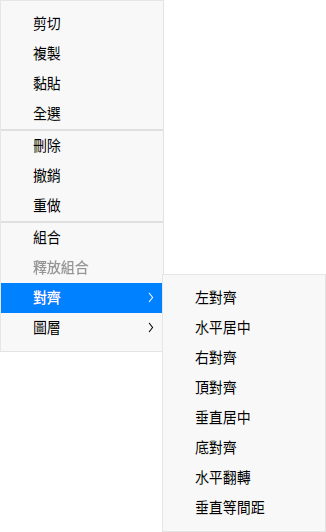 剪切
複製
黏貼
全選
刪除
撤銷
重做
組合
釋放組合
對齊
圖層
左對齊
水平居中
右對齊
頂對齊
垂直居中
底對齊
水平翻轉
垂直等間距